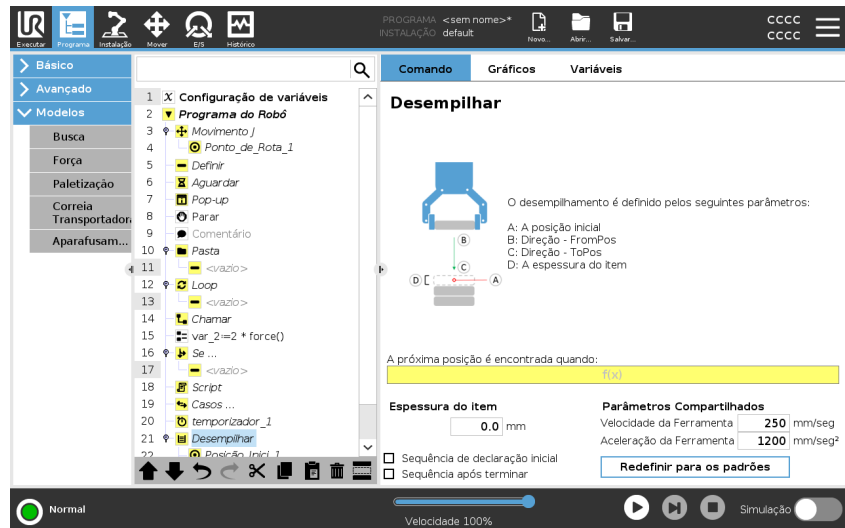 PROGRAMA <sem nome>*
INSTALAÇÃO default
cccc
cccc
Executar Programa Instalação Mover E/S Histórico Novo... Abrir... Salvar...
Básico
Avançado
Modelos
Busca
Força
Paletização
Correia
Transportador
Aparafusam...
1 X Configuração de variáveis
2 Programa do Robô
3 Movimento J
4 Ponto_de_Rota_1
5 Definir
6 Aguardar
7 Pop-up
8 Parar
9 Comentário
10 Pasta
11 <vazio>
12 Loop
13 <vazio>
14 Chamar
15 var_2:=2 * force()
16 Se ...
17 <vazio>
18 Script
19 Casos ...
20 temporizador_1
21 Desempilhar
22 Posição_Inici_1
Comando Gráficos Variáveis
Desempilhar
O desempilhamento é definido pelos seguintes parâmetros:
A: A posição inicial
B: Direção - FromPos
C: Direção - ToPos
D: A espessura do item
B
C
D
A
A próxima posição é encontrada quando:
f(x)
Espessura do item
0.0 mm
Sequência de declaração inicial
Sequência após terminar
Parâmetros Compartilhados
Velocidade da Ferramenta 250 mm/seg
Aceleração da Ferramenta 1200 mm/seg²
Redefinir para os padrões
Normal
Velocidade 100%
Simulação